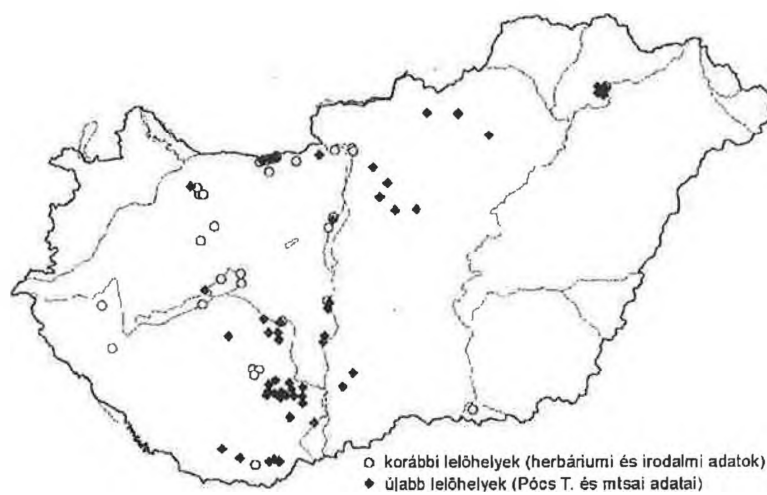 ○ korábbi lelőhelyek (herbáriumi és irodalmi adatok)
◆ újabb lelőhelyek (Pócs T. és mtsai adatai)